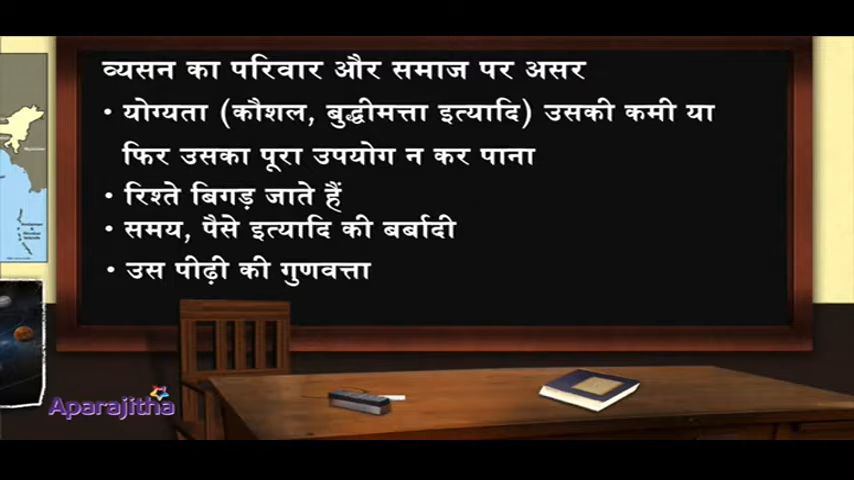 व्यसन का परिवार और समाज पर असर
• योग्यता (कौशल, बुद्धीमत्ता इत्यादि) उसकी कमी या
फिर उसका पूरा उपयोग न कर पाना
• रिश्ते बिगड़ जाते हैं
• समय, पैसे इत्यादि की बर्बादी
• उस पीढ़ी की गुणवत्ता
Aparajitha